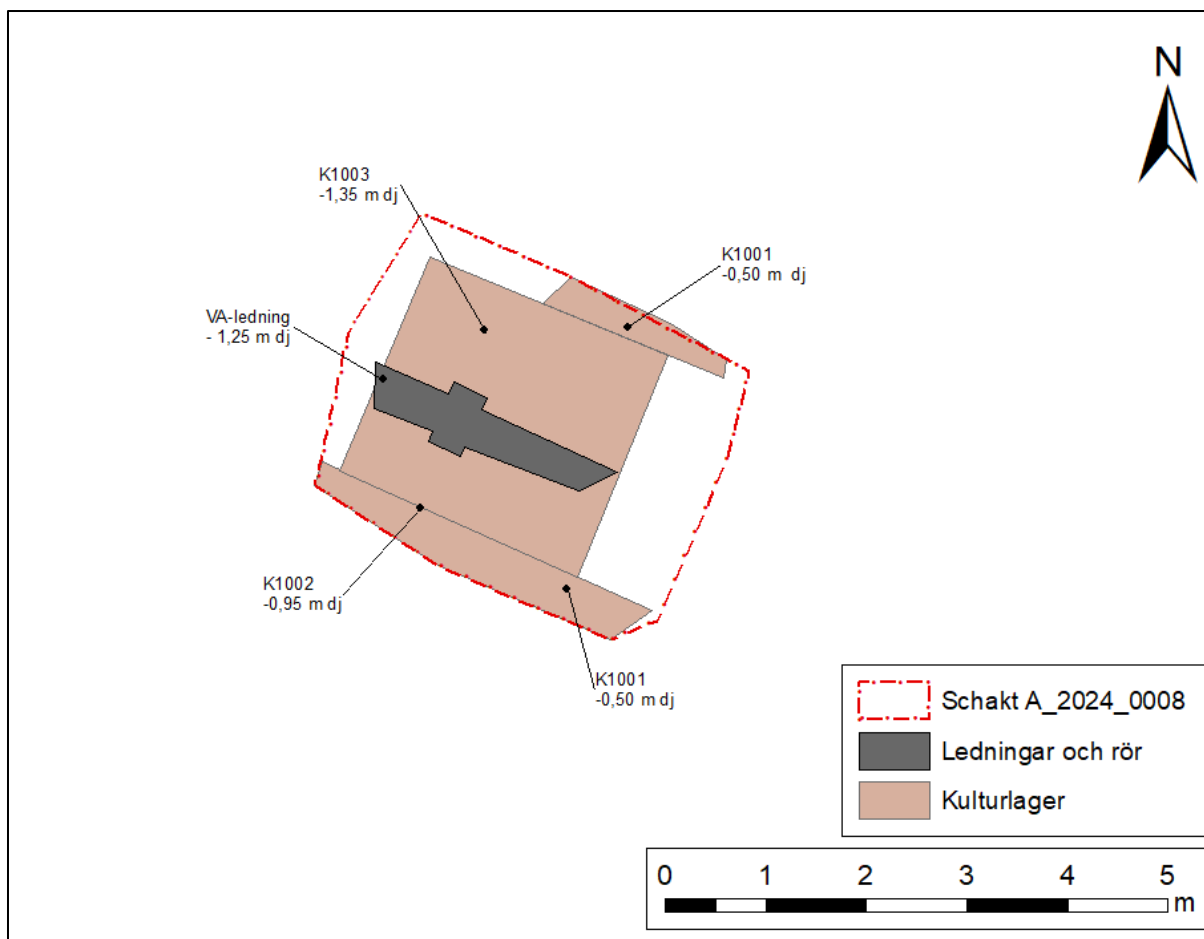 N
K1003
-1,35 m dj
K1001
-0,50 m dj
VA-ledning
- 1,25 m dj
K1002
-0,95 m dj
K1001
-0,50 m dj
Schakt A_2024_0008
Ledningar och rör
Kulturlager
0 1 2 3 4 5
m